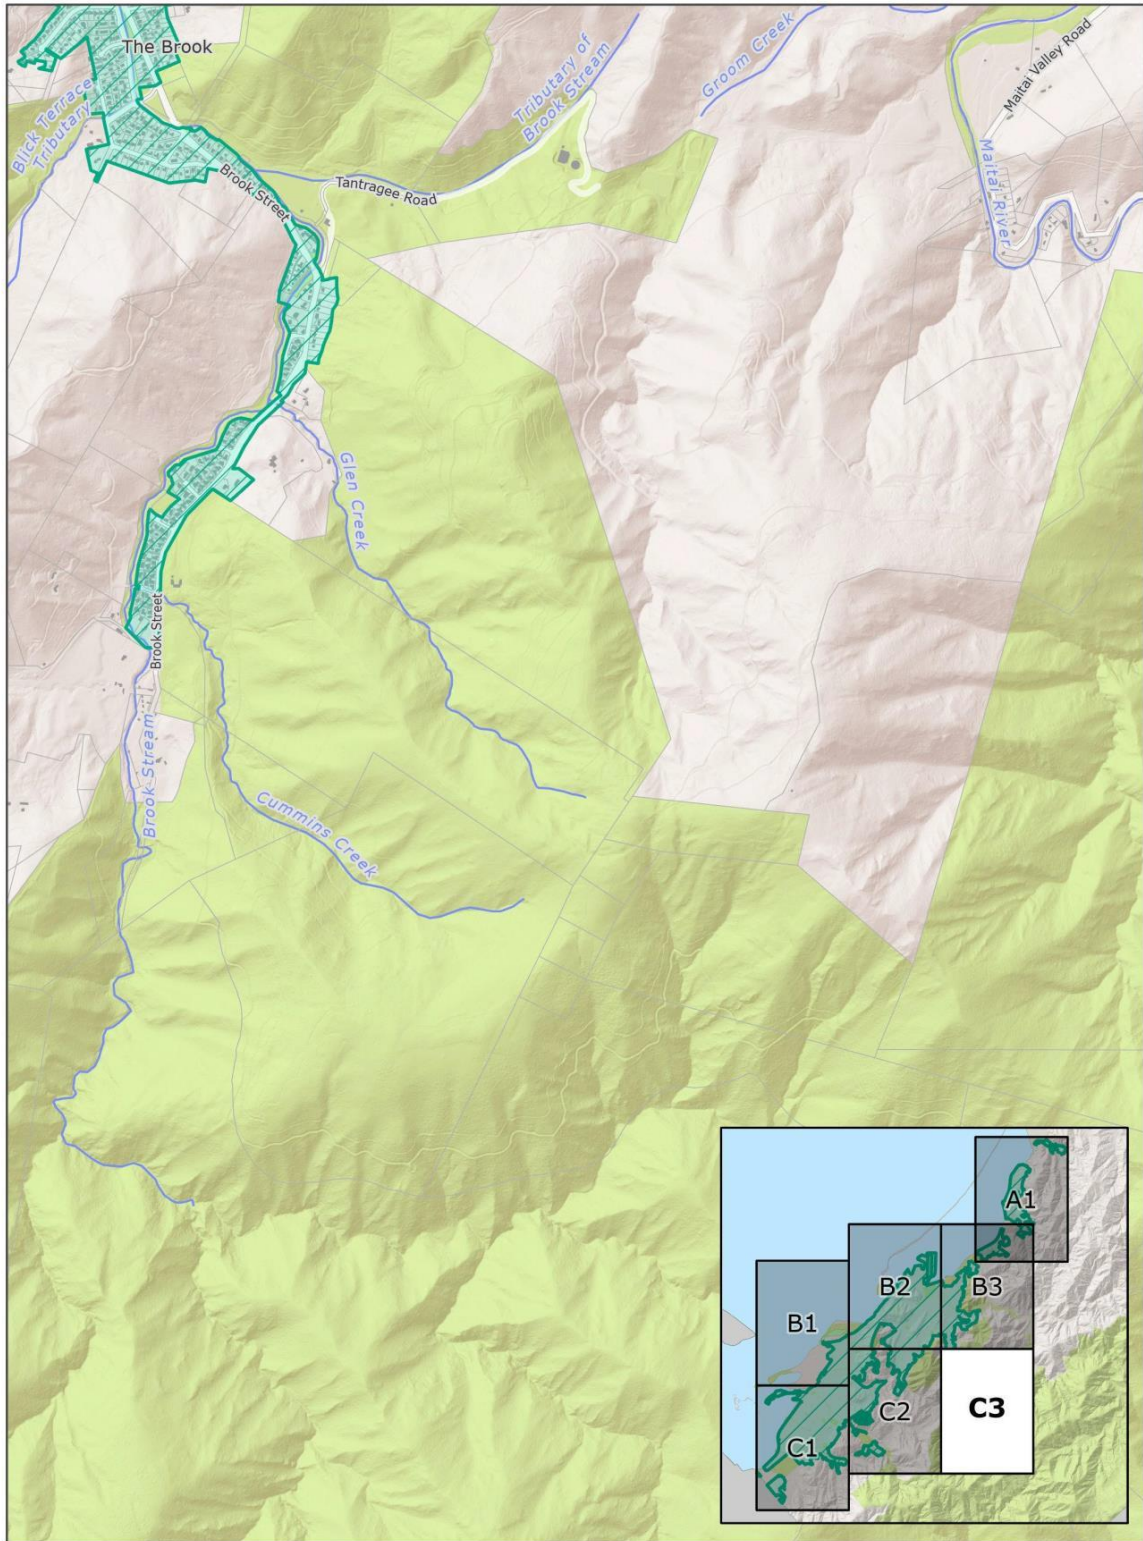 The Brook
Blick Terrace
Tributary
Tributary of
Brook Stream
Groom Creek
Maitai Valley Road
Maitai River
Brook Street
Tantragee Road
Glen Creek
Brook Street
Brook Stream
Cummins Creek
A1
B2
B3
B1
C2
C3
C1